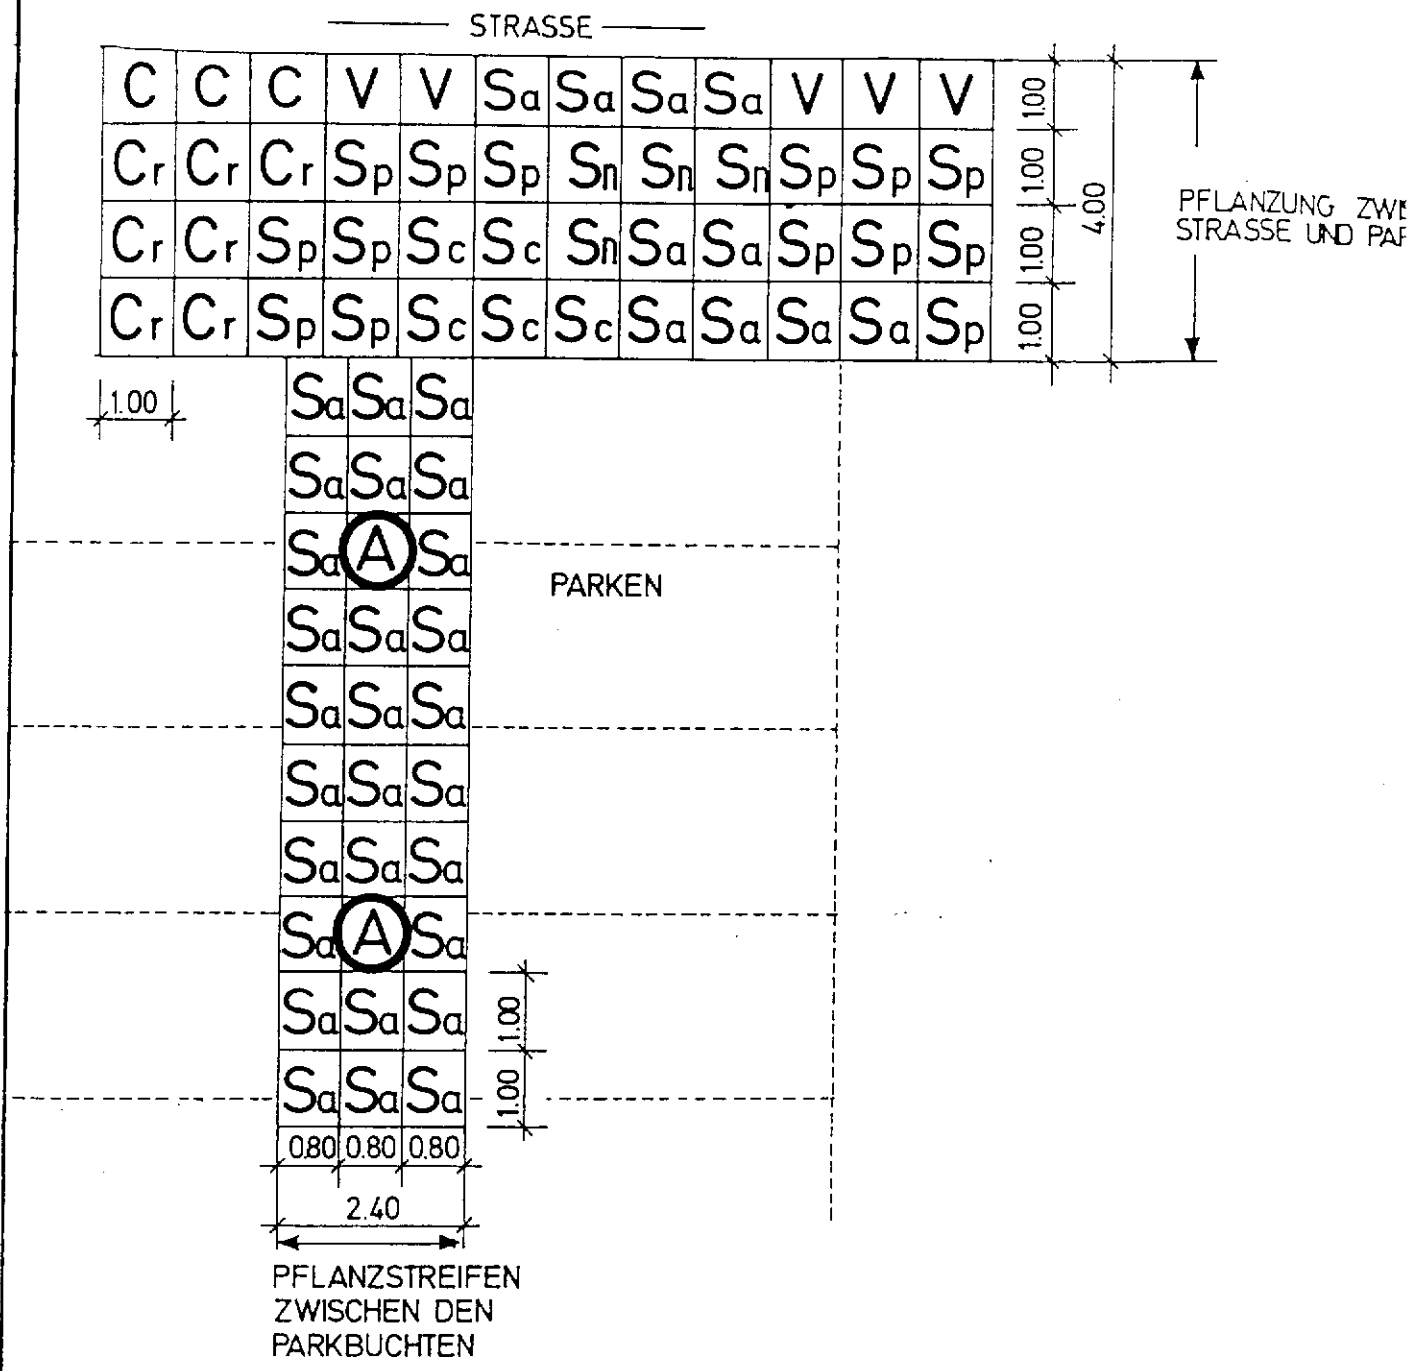 STRASSE
C C C V V Sa Sa Sa Sa V V V
Cr Cr Cr Sp Sp Sp Sn Sn Sn Sp Sp Sp
Cr Cr Sp Sp Sc Sc Sn Sa Sa Sp Sp Sp
Cr Cr Sp Sp Sc Sc Sc Sa Sa Sa Sa Sp
1.00
1.00
1.00
1.00
4.00
PFLANZUNG ZWI
STRASSE UND PAR
1.00
Sa Sa Sa
Sa Sa Sa
Sa A Sa
PARKEN
Sa Sa Sa
Sa Sa Sa
Sa Sa Sa
Sa Sa Sa
Sa A Sa
Sa Sa Sa
1.00
Sa Sa Sa
1.00
0.80 0.80 0.80
2.40
PFLANZSTREIFEN
ZWISCHEN DEN
PARKBUCHTEN